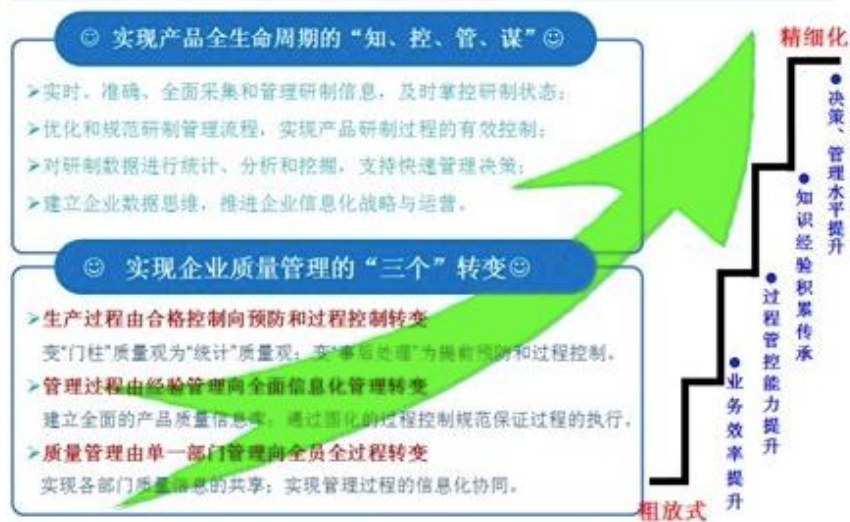 ☺ 实现产品全生命周期的“知、控、管、谋”☺
➢实时、准确、全面采集和管理研制信息，及时掌控研制状态；
➢优化和规范研制管理流程，实现产品研制过程的有效控制；
➢对研制数据进行统计、分析和挖掘，支持快速管理决策；
➢建立企业数据思维，推进企业信息化战略与运营。
☺ 实现企业质量管理的“三个”转变☺
➢生产过程由合格控制向预防和过程控制转变
变“门柱”质量观为“统计”质量观；变“事后处理”为提前预防和过程控制。
➢管理过程由经验管理向全面信息化管理转变
建立全面的产品质量信息库；通过固化的过程控制规范保证过程的执行。
➢质量管理由单一部门管理向全员全过程转变
实现各部门质量信息的共享；实现管理过程的信息化协同。
精细化
●决策、管理水平提升
●知识经验积累传承
●过程管控能力提升
●业务效率提升
粗放式